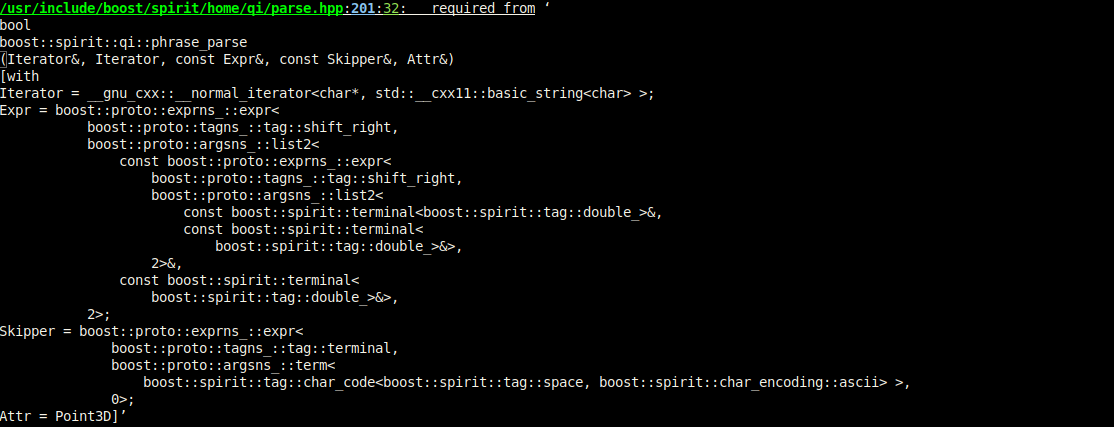 /usr/include/boost/spirit/home/qi/parse.hpp:201:32:   required from ‘
bool
boost::spirit::qi::phrase_parse
(Iterator&, Iterator, const Expr&, const Skipper&, Attr&)
[with
Iterator = __gnu_cxx::__normal_iterator<char*, std::__cxx11::basic_string<char> >;
Expr = boost::proto::exprns_::expr<
           boost::proto::tagns_::tag::shift_right,
           boost::proto::argsns_::list2<
               const boost::proto::exprns_::expr<
                   boost::proto::tagns_::tag::shift_right,
                   boost::proto::argsns_::list2<
                       const boost::spirit::terminal<boost::spirit::tag::double_>&,
                       const boost::spirit::terminal<
                           boost::spirit::tag::double_>&>,
                   2>&,
               const boost::spirit::terminal<
                   boost::spirit::tag::double_>&>,
           2>;
Skipper = boost::proto::exprns_::expr<
              boost::proto::tagns_::tag::terminal,
              boost::proto::argsns_::term<
                  boost::spirit::tag::char_code<boost::spirit::tag::space, boost::spirit::char_encoding::ascii> >,
              0>;
Attr = Point3D]’